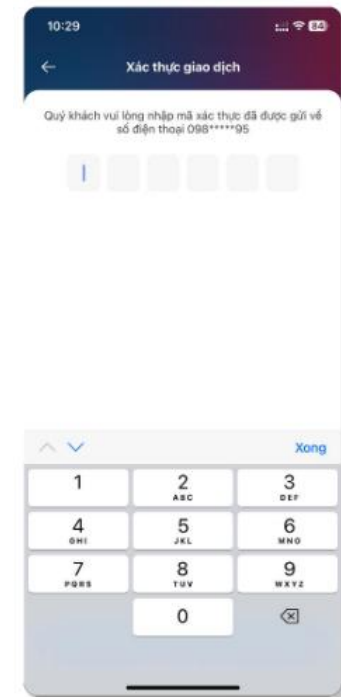 10:29
84
Xác thực giao dịch
Quý khách vui lòng nhập mã xác thực đã được gửi về
số điện thoại 098*****95
Xong
1
2
ABC
3
DEF
4
GHI
5
JKL
6
MNO
7
PQRS
8
TUV
9
WXYZ
0